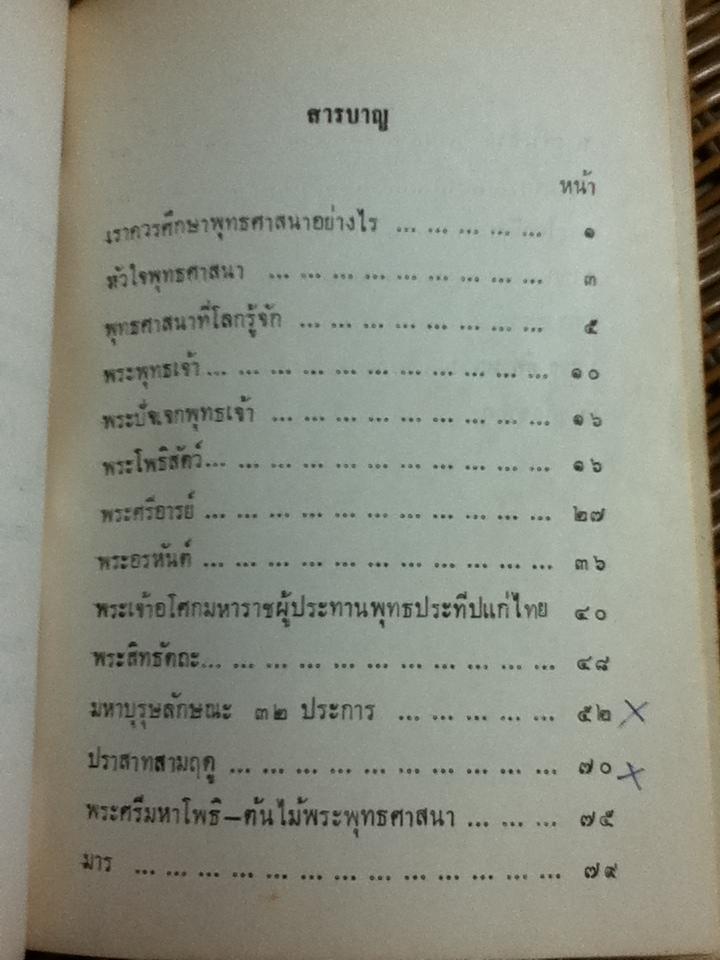 สารบาญ
หน้า
เราควรศึกษาพุทธศาสนาอย่างไร ... ... ... ... ... ๑
หัวใจพุทธศาสนา ... ... ... ... ... ... ... ... ... ๓
พุทธศาสนาที่โลกรู้จัก ... ... ... ... ... ... ... ... ๕
พระพุทธเจ้า ... ... ... ... ... ... ... ... ... ... ... ๑๐
พระปัจเจกพุทธเจ้า ... ... ... ... ... ... ... ... ... ๑๖
พระโพธิสัตว์ ... ... ... ... ... ... ... ... ... ... ... ๑๖
พระศรีอารย์ ... ... ... ... ... ... ... ... ... ... ... ๒๗
พระอรหันต์ ... ... ... ... ... ... ... ... ... ... ... ๓๖
พระเจ้าอโศกมหาราชผู้ประทานพุทธประทีปแก่ไทย ๔๐
พระสิทธัตถะ ... ... ... ... ... ... ... ... ... ... ... ๔๘
มหาบุรุษลักษณะ ๓๒ ประการ ... ... ... ... ... ๕๒ ×
ปราสาทสามฤดู ... ... ... ... ... ... ... ... ... ... ๗๐ ×
พระศรีมหาโพธิ—ต้นไม้พระพุทธศาสนา ... ... ... ๗๕
มาร ... ... ... ... ... ... ... ... ... ... ... ... ... ๗๙